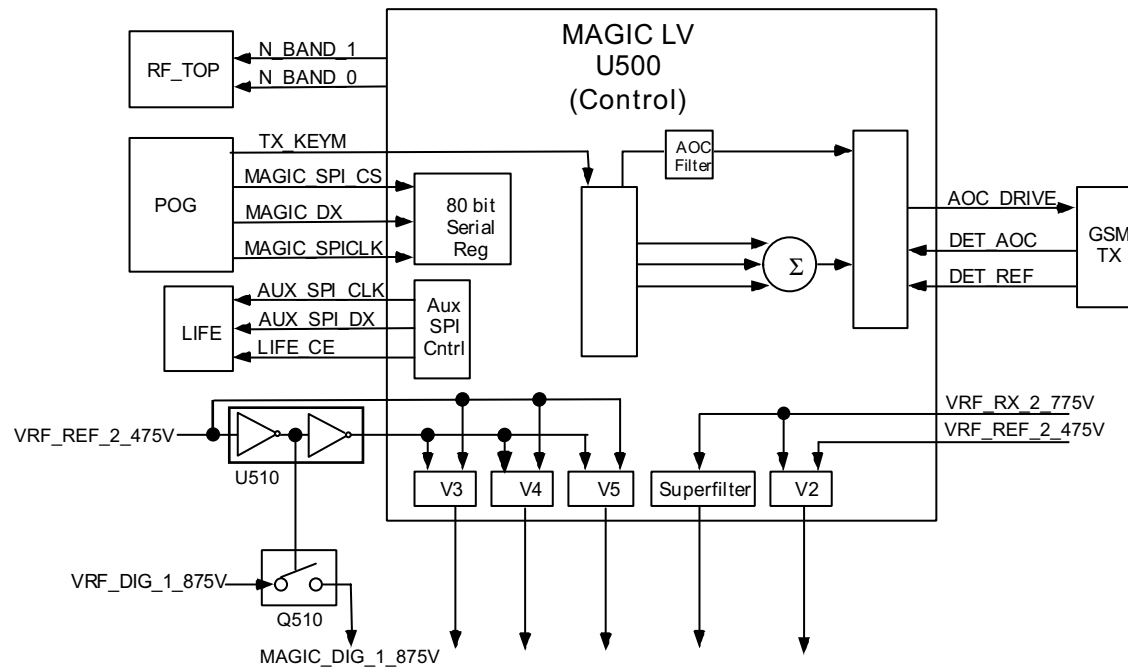 MAGIC LV
U500
(Control)
RF_TOP
N_BAND_1
N_BAND_0
POG
TX_KEYM
MAGIC_SPI_CS
MAGIC_DX
MAGIC_SPICLK
80 bit
Serial
Reg
AOC
Filter
Σ
AOC_DRIVE
DET_AOC
DET_REF
GSM
TX
LIFE
AUX_SPI_CLK
AUX_SPI_DX
LIFE_CE
Aux
SPI
Cntrl
VRF_REF_2_475V
U510
VRF_RX_2_775V
VRF_REF_2_475V
V3
V4
V5
Superfilter
V2
VRF_DIG_1_875V
Q510
MAGIC_DIG_1_875V